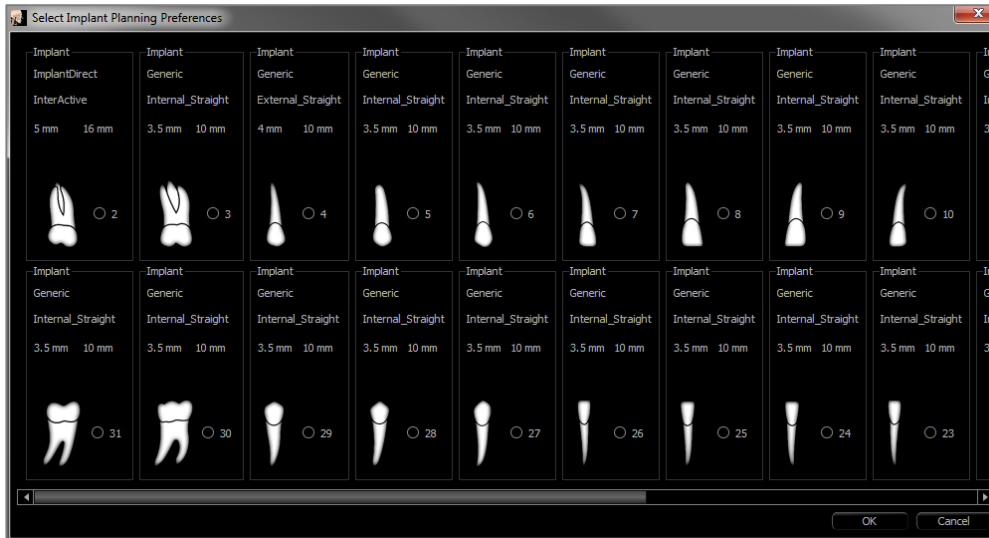 Select Implant Planning Preferences
Implant Implant Implant Implant Implant Implant Implant Implant Implant
ImplantDirect Generic Generic Generic Generic Generic Generic Generic Generic
InterActive Internal_Straight External_Straight Internal_Straight Internal_Straight Internal_Straight Internal_Straight Internal_Straight Internal_Straight
5 mm 16 mm 3.5 mm 10 mm 4 mm 10 mm 3.5 mm 10 mm 3.5 mm 10 mm 3.5 mm 10 mm 3.5 mm 10 mm 3.5 mm 10 mm 3.5 mm 10 mm
2 3 4 5 6 7 8 9 10
Implant Implant Implant Implant Implant Implant Implant Implant Implant
Generic Generic Generic Generic Generic Generic Generic Generic Generic
Internal_Straight Internal_Straight Internal_Straight Internal_Straight Internal_Straight Internal_Straight Internal_Straight Internal_Straight Internal_Straight
3.5 mm 10 mm 3.5 mm 10 mm 3.5 mm 10 mm 3.5 mm 10 mm 3.5 mm 10 mm 3.5 mm 10 mm 3.5 mm 10 mm 3.5 mm 10 mm 3.5 mm 10 mm
31 30 29 28 27 26 25 24 23
OK Cancel